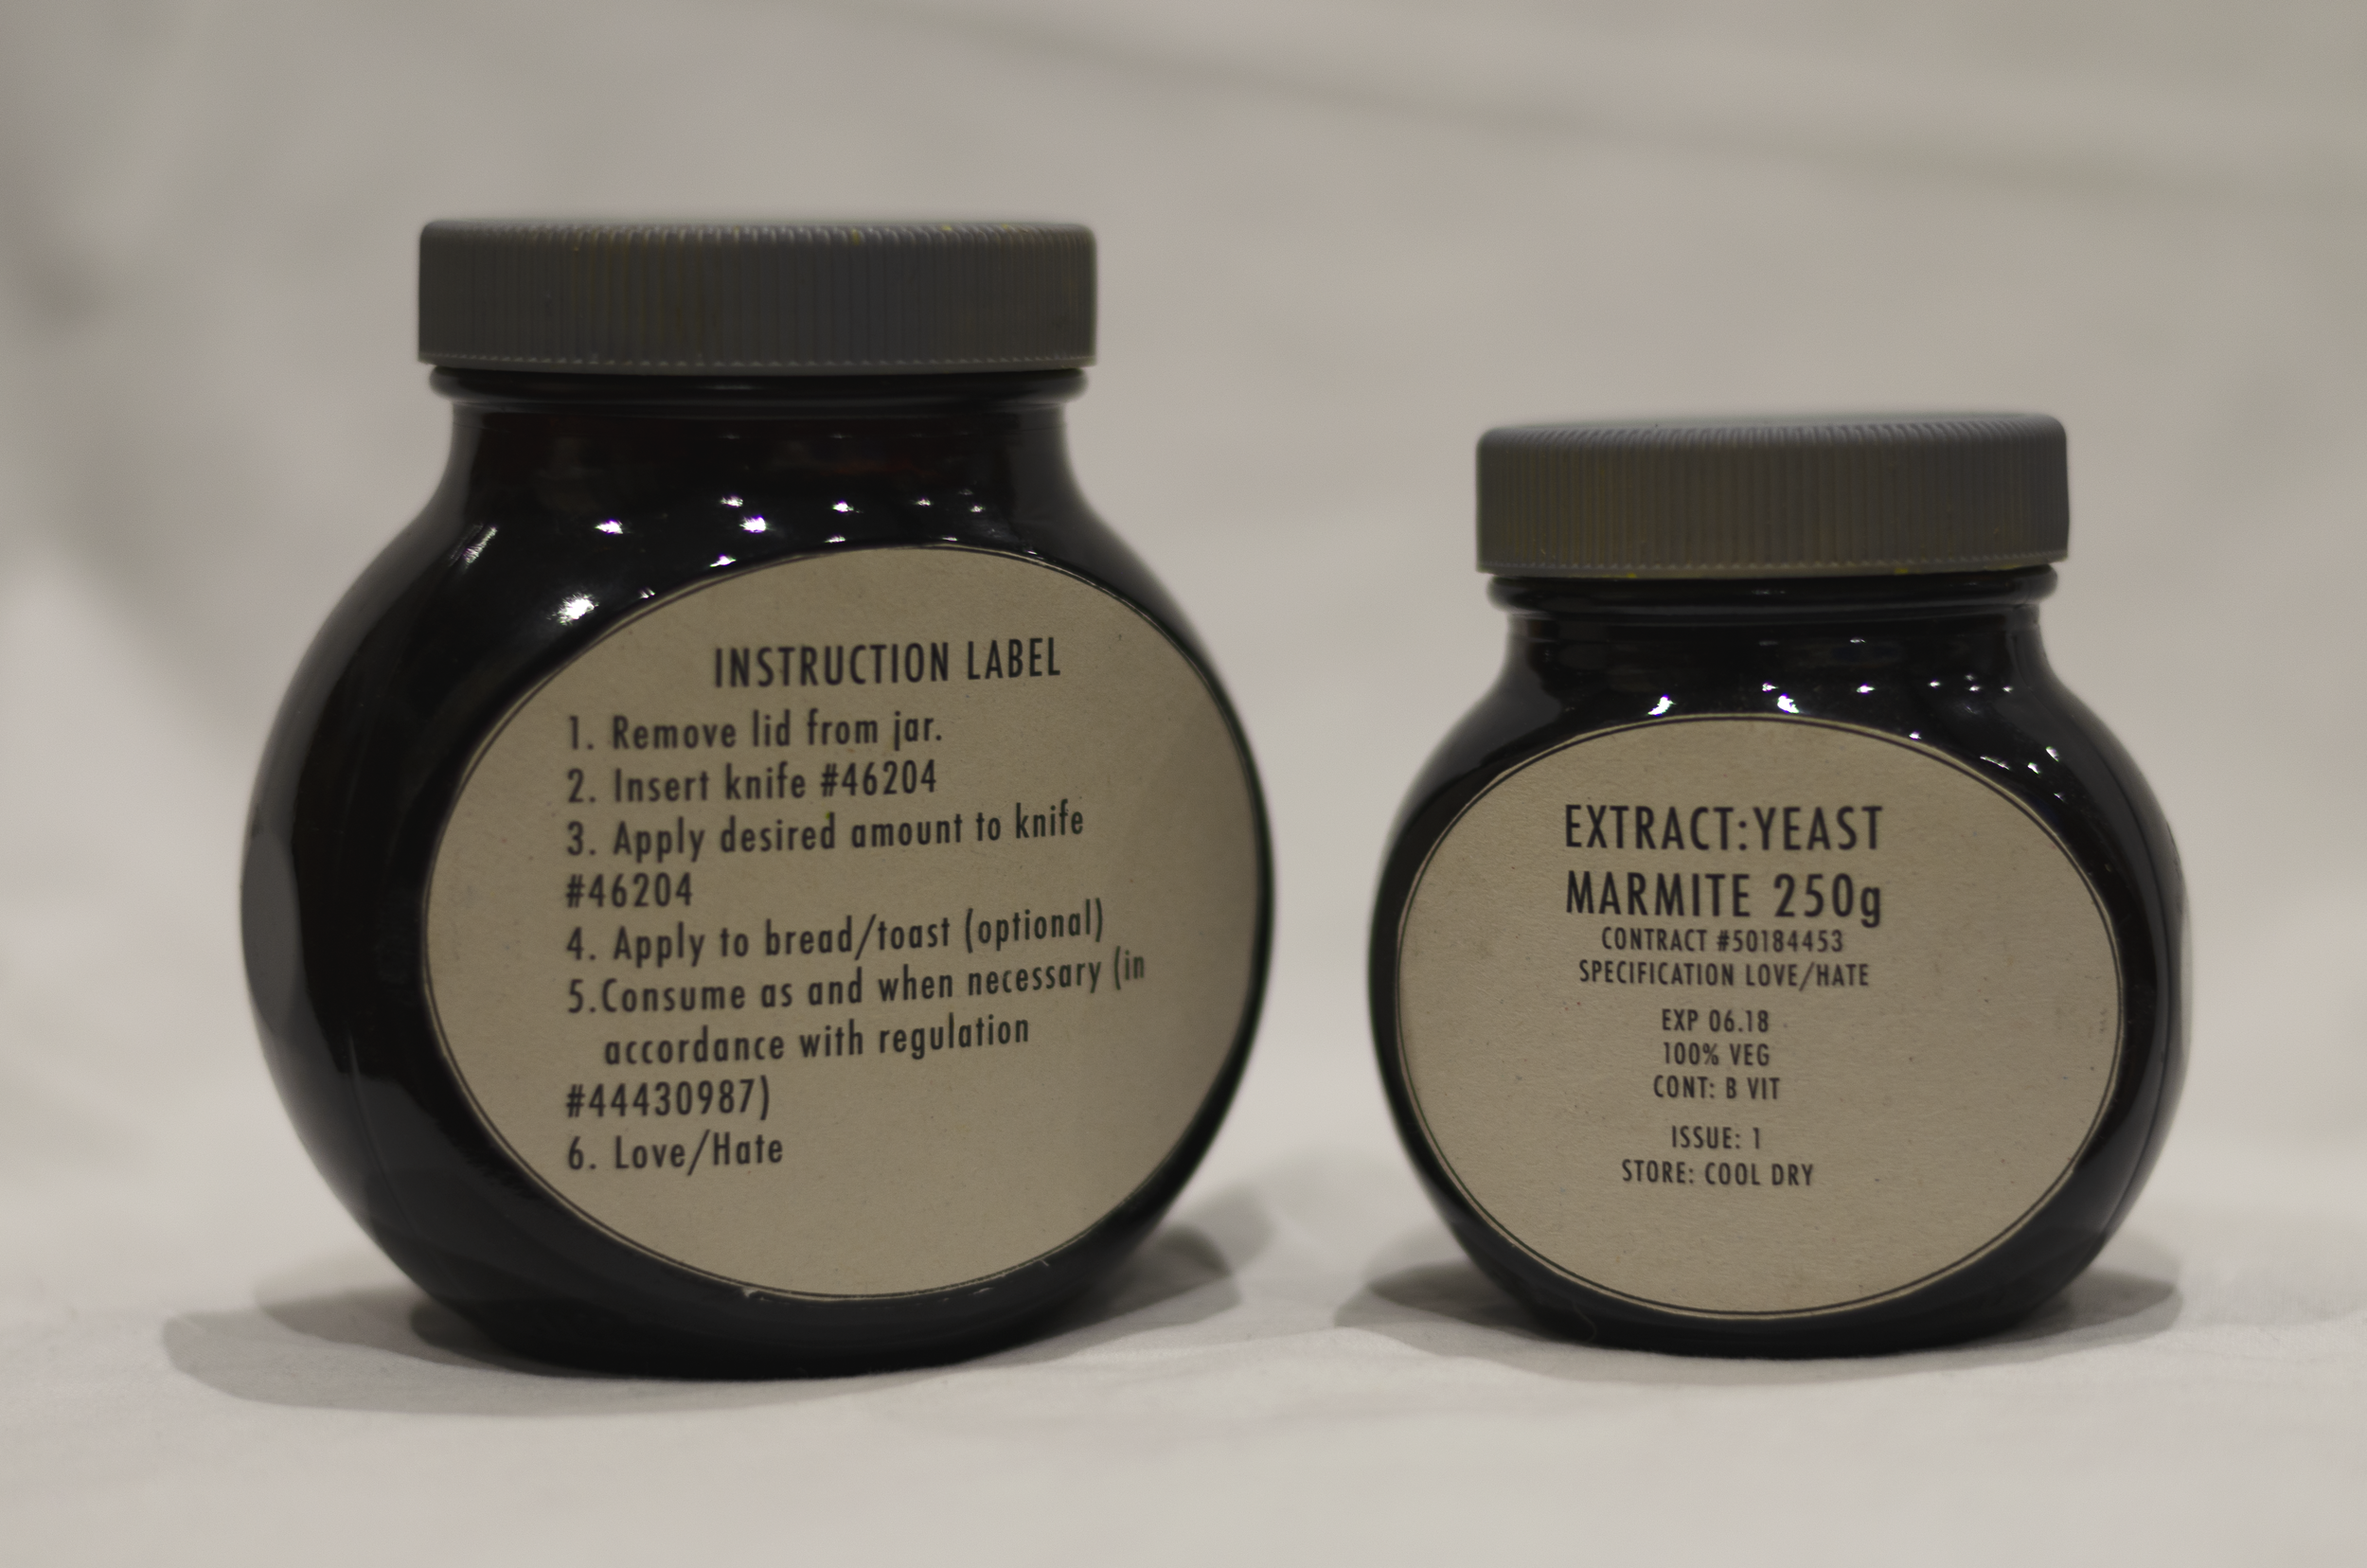 INSTRUCTION LABEL
1. Remove lid from jar.
2. Insert knife #46204
3. Apply desired amount to knife
#46204
4. Apply to bread/toast (optional)
5.Consume as and when necessary (in
accordance with regulation
#44430987)
6. Love/Hate
EXTRACT:YEAST
MARMITE 250g
CONTRACT #50184453
SPECIFICATION LOVE/HATE
EXP 06.18
100% VEG
CONT: B VIT
ISSUE: 1
STORE: COOL DRY